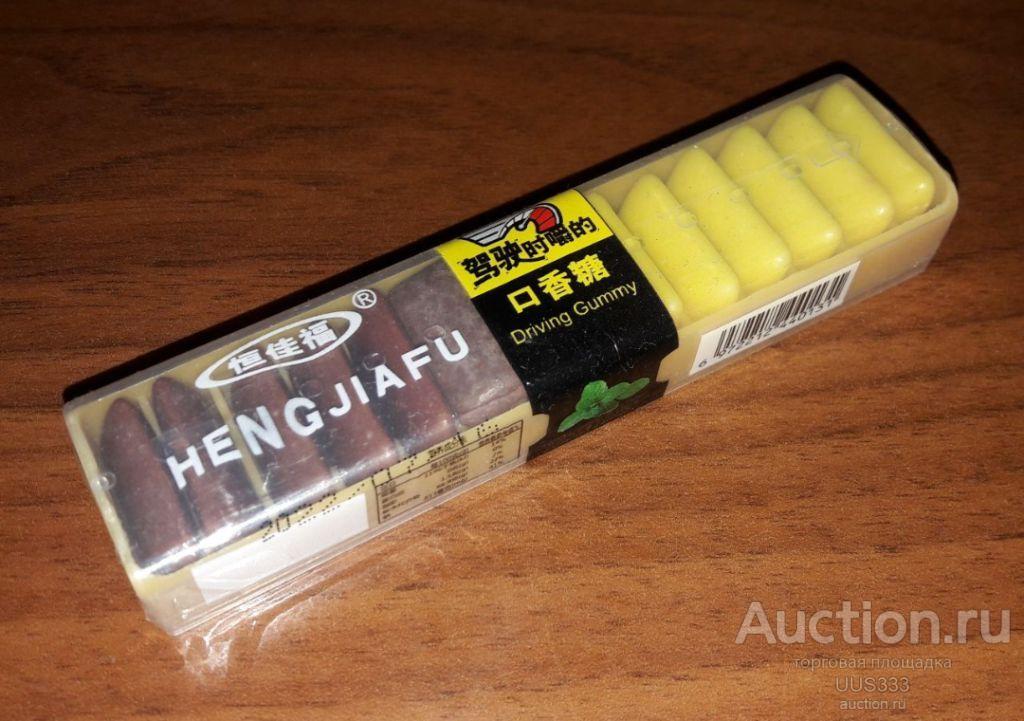 恒佳福®
HENGJIAFU
驾驶时嚼的
口香糖
Driving Gummy
Auction.ru
торговая площадка
UUS333
auction.ru